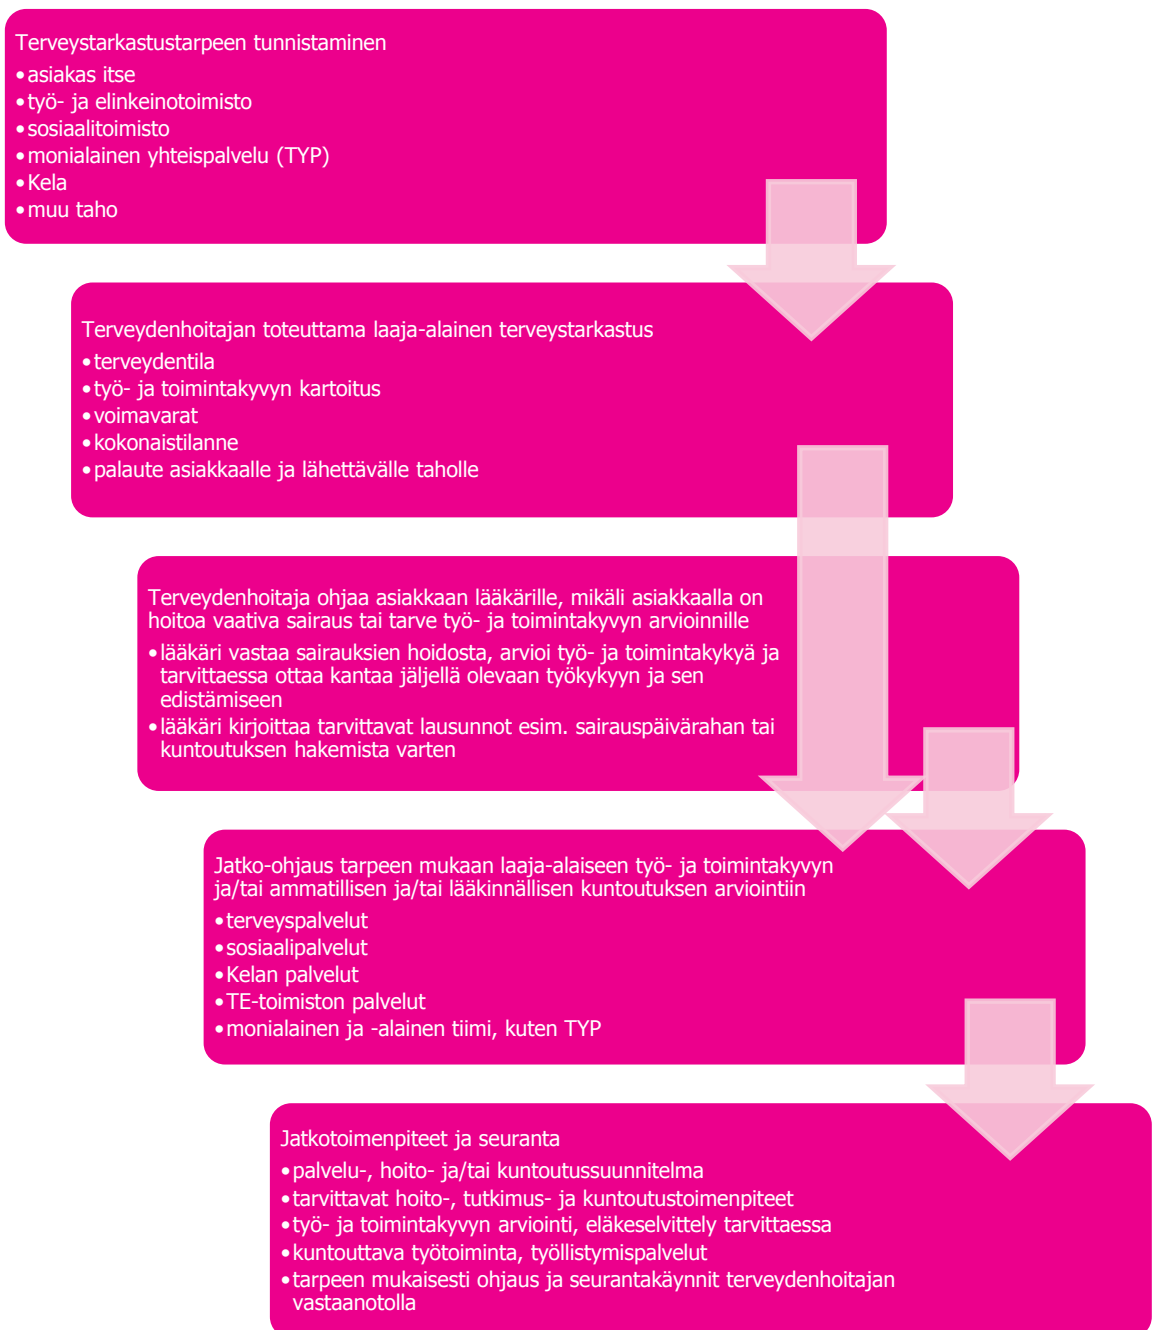 Terveystarkastustarpeen tunnistaminen
•asiakas itse
•työ- ja elinkeinotoimisto
•sosiaalitoimisto
•monialainen yhteispalvelu (TYP)
•Kela
•muu taho
Terveydenhoitajan toteuttama laaja-alainen terveystarkastus
•terveydentila
•työ- ja toimintakyvyn kartoitus
•voimavarat
•kokonaistilanne
•palaute asiakkaalle ja lähettävälle taholle
Terveydenhoitaja ohjaa asiakkaan lääkärille, mikäli asiakkaalla on
hoitoa vaativa sairaus tai tarve työ- ja toimintakyvyn arvioinnille
•lääkäri vastaa sairauksien hoidosta, arvioi työ- ja toimintakykyä ja
tarvittaessa ottaa kantaa jäljellä olevaan työkykyyn ja sen
edistämiseen
•lääkäri kirjoittaa tarvittavat lausunnot esim. sairauspäivärahan tai
kuntoutuksen hakemista varten
Jatko-ohjaus tarpeen mukaan laaja-alaiseen työ- ja toimintakyvyn
ja/tai ammatillisen ja/tai lääkinnällisen kuntoutuksen arviointiin
•terveyspalvelut
•sosiaalipalvelut
•Kelan palvelut
•TE-toimiston palvelut
•monialainen ja -alainen tiimi, kuten TYP
Jatkotoimenpiteet ja seuranta
•palvelu-, hoito- ja/tai kuntoutussuunnitelma
•tarvittavat hoito-, tutkimus- ja kuntoutustoimenpiteet
•työ- ja toimintakyvyn arviointi, eläkeselvittely tarvittaessa
•kuntouttava työtoiminta, työllistymispalvelut
•tarpeen mukaisesti ohjaus ja seurantakäynnit terveydenhoitajan
vastaanotolla